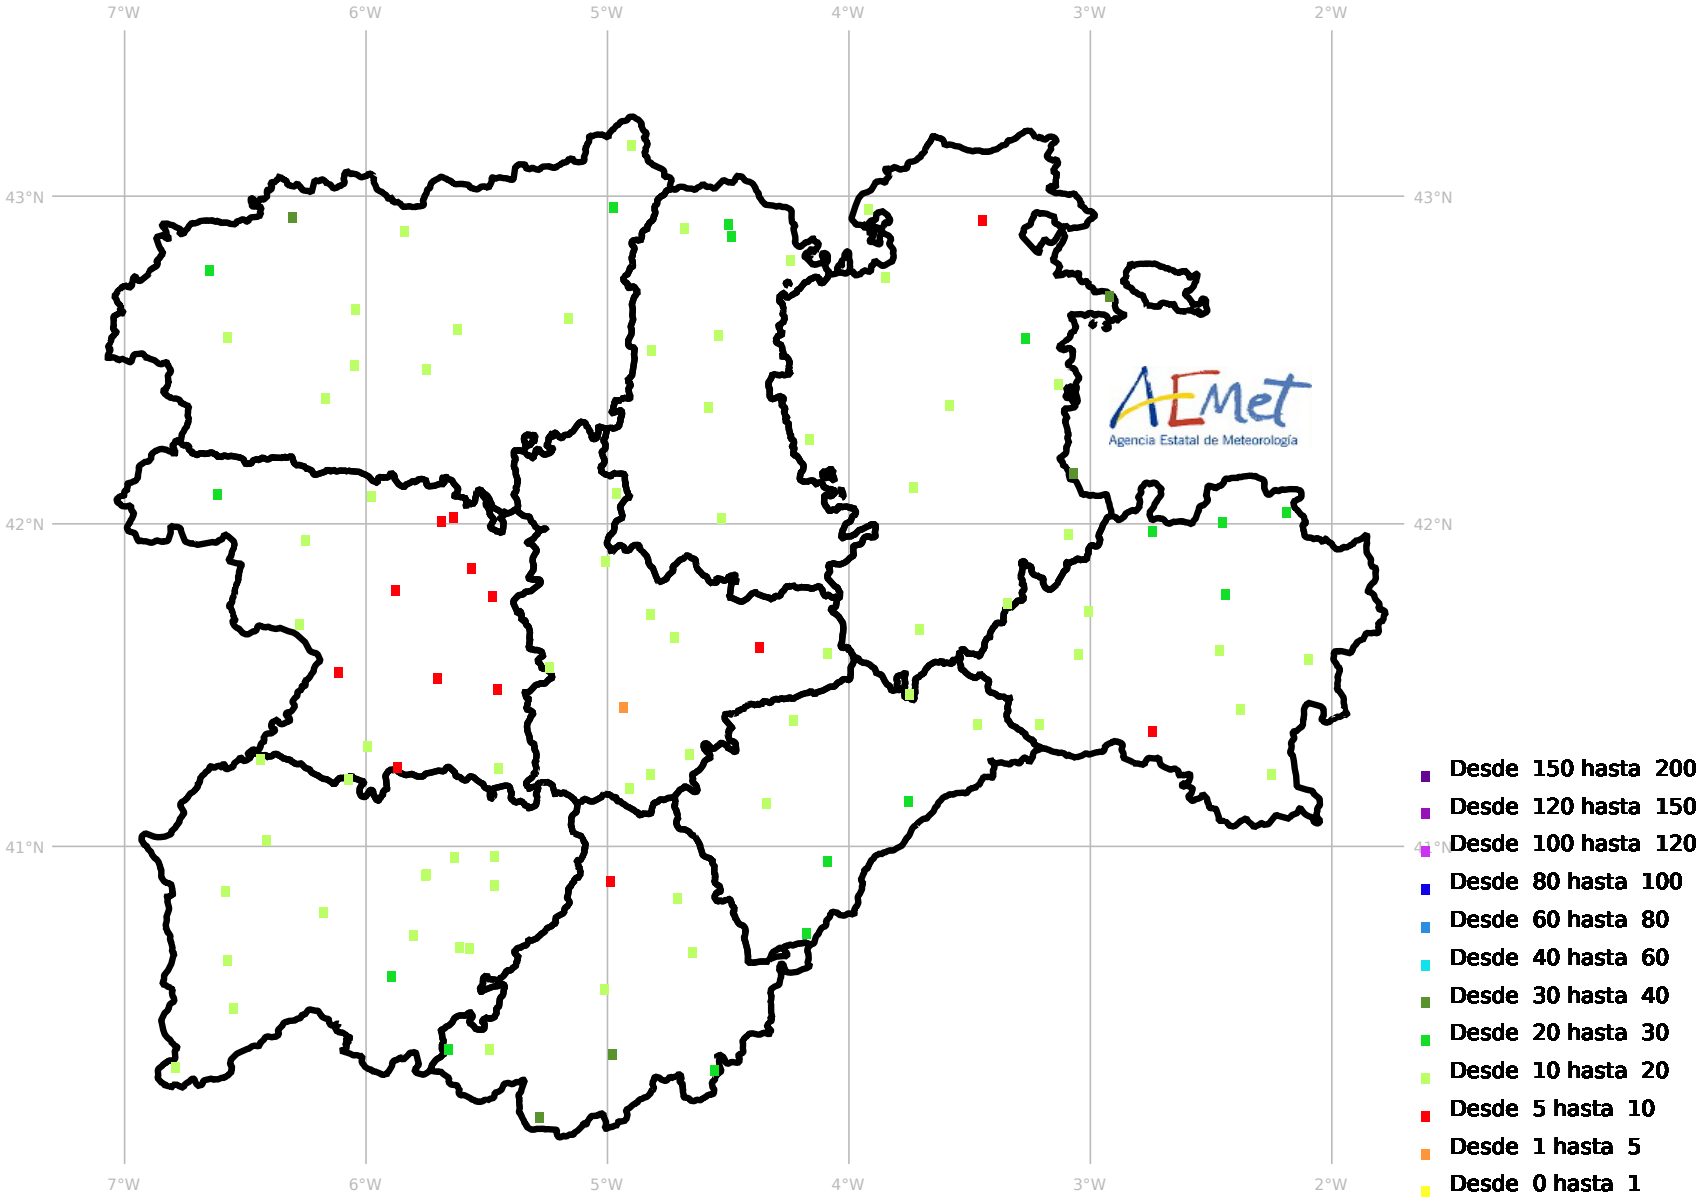 7°W 6°W 5°W 4°W 3°W 2°W
43°N 43°N
AEMet
Agencia Estatal de Meteorología
42°N 42°N
Desde 150 hasta 200
Desde 120 hasta 150
41°N 41°N
Desde 100 hasta 120
Desde 80 hasta 100
Desde 60 hasta 80
Desde 40 hasta 60
Desde 30 hasta 40
Desde 20 hasta 30
Desde 10 hasta 20
Desde 5 hasta 10
Desde 1 hasta 5
Desde 0 hasta 1
7°W 6°W 5°W 4°W 3°W 2°W